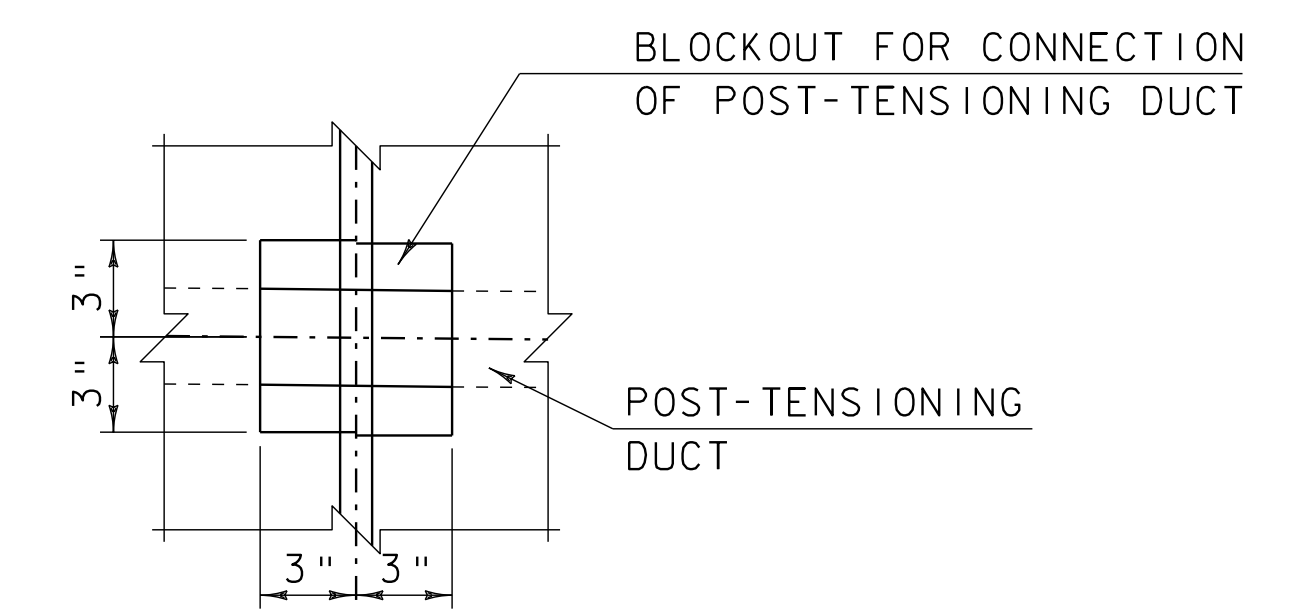 BLOCKOUT FOR CONNECTION
OF POST-TENSIONING DUCT
3"
3"
POST-TENSIONING
DUCT
3" 3"